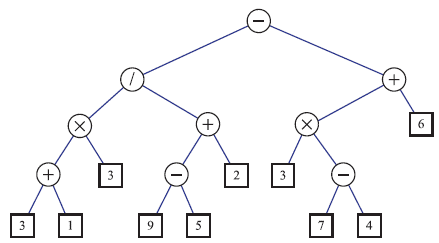 −
/ +
× + × 6
+ 3 − 2 3 −
3 1 9 5 7 4